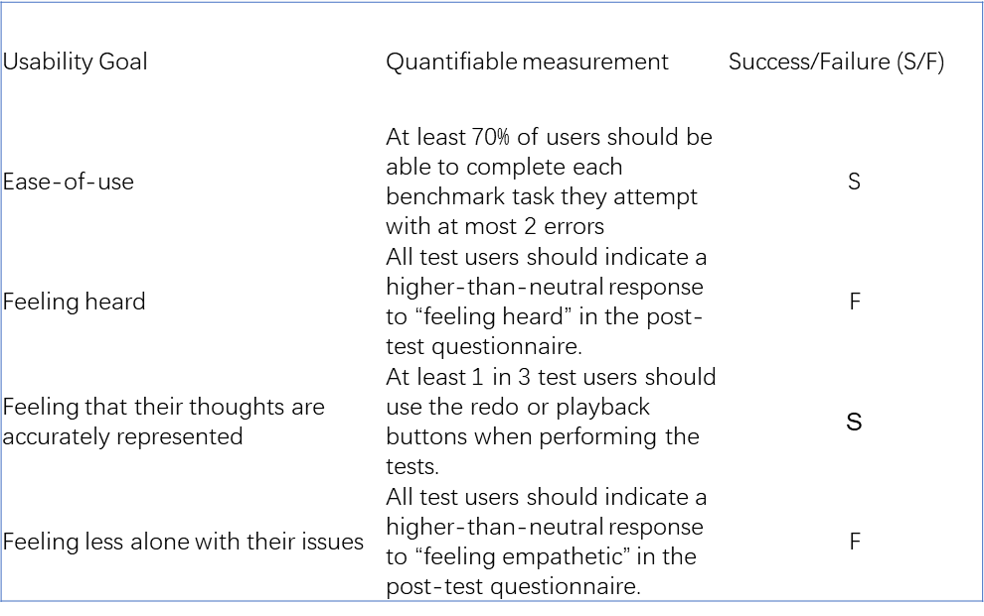 Usability Goal Quantifiable measurement Success/Failure (S/F)
At least 70% of users should be
able to complete each
Ease-of-use S
benchmark task they attempt
with at most 2 errors
All test users should indicate a
higher-than-neutral response
Feeling heard F
to “feeling heard” in the post-
test questionnaire.
At least 1 in 3 test users should
Feeling that their thoughts are use the redo or playback
accurately represented buttons when performing the S
tests.
All test users should indicate a
higher-than-neutral response
Feeling less alone with their issues F
to “feeling empathetic” in the
post-test questionnaire.